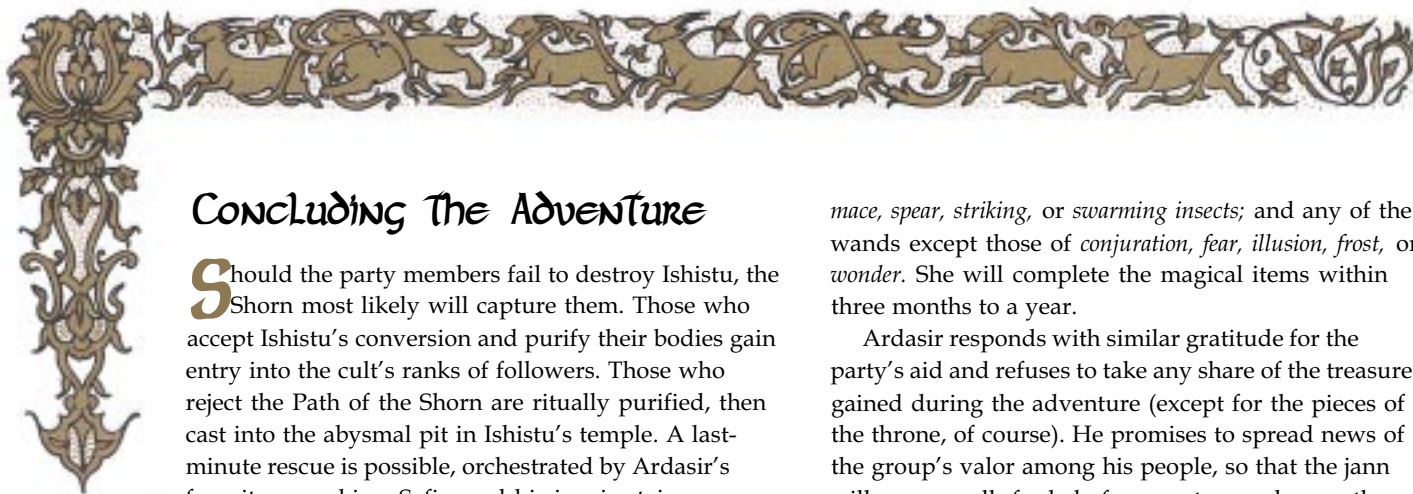 Concluding The Adventure
Should the party members fail to destroy Ishistu, the
Shorn most likely will capture them. Those who
accept Ishistu’s conversion and purify their bodies gain
entry into the cult’s ranks of followers. Those who
reject the Path of the Shorn are ritually purified, then
cast into the abysmal pit in Ishistu’s temple. A last-
minute rescue is possible, orchestrated by Ardasir’s
mace, spear, striking, or swarming insects; and any of the
wands except those of conjuration, fear, illusion, frost, or
wonder. She will complete the magical items within
three months to a year.
Ardasir responds with similar gratitude for the
party’s aid and refuses to take any share of the treasure
gained during the adventure (except for the pieces of
the throne, of course). He promises to spread news of
the group’s valor among his people, so that the jann